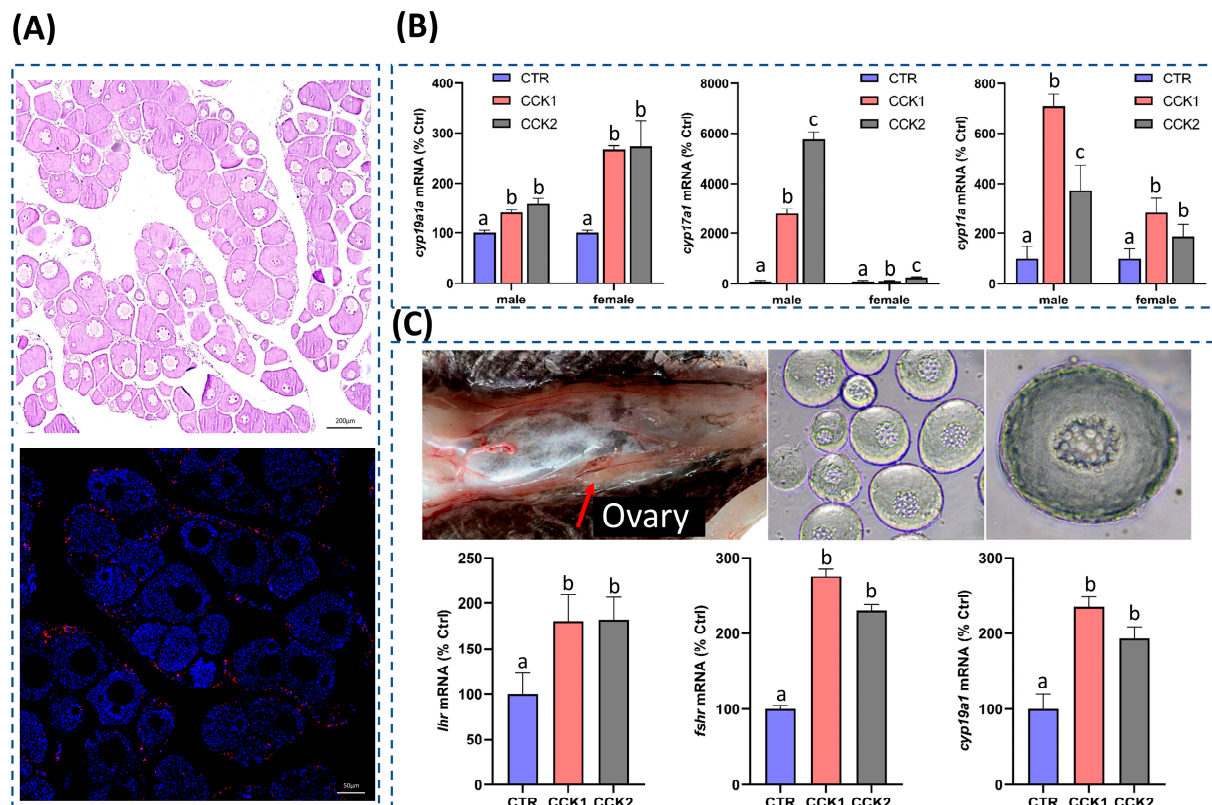 (A)
200μm
50μm
(B)
CTR
CCK1
CCK2
cyp19a1a mRNA (% Ctrl)
400
300
200
100
0
a
b
b
a
b
b
male
female
CTR
CCK1
CCK2
cyp17a1 mRNA (% Ctrl)
8000
6000
4000
2000
0
a
b
c
a
b
c
male
female
CTR
CCK1
CCK2
cyp11a mRNA (% Ctrl)
800
600
400
200
0
a
b
c
a
b
b
male
female
(C)
Ovary
lhr mRNA (% Ctrl)
250
200
150
100
50
0
a
b
b
CTR CCK1 CCK2
fshr mRNA (% Ctrl)
300
200
100
0
a
b
b
CTR CCK1 CCK2
cyp19a1 mRNA (% Ctrl)
300
200
100
0
a
b
b
CTR CCK1 CCK2